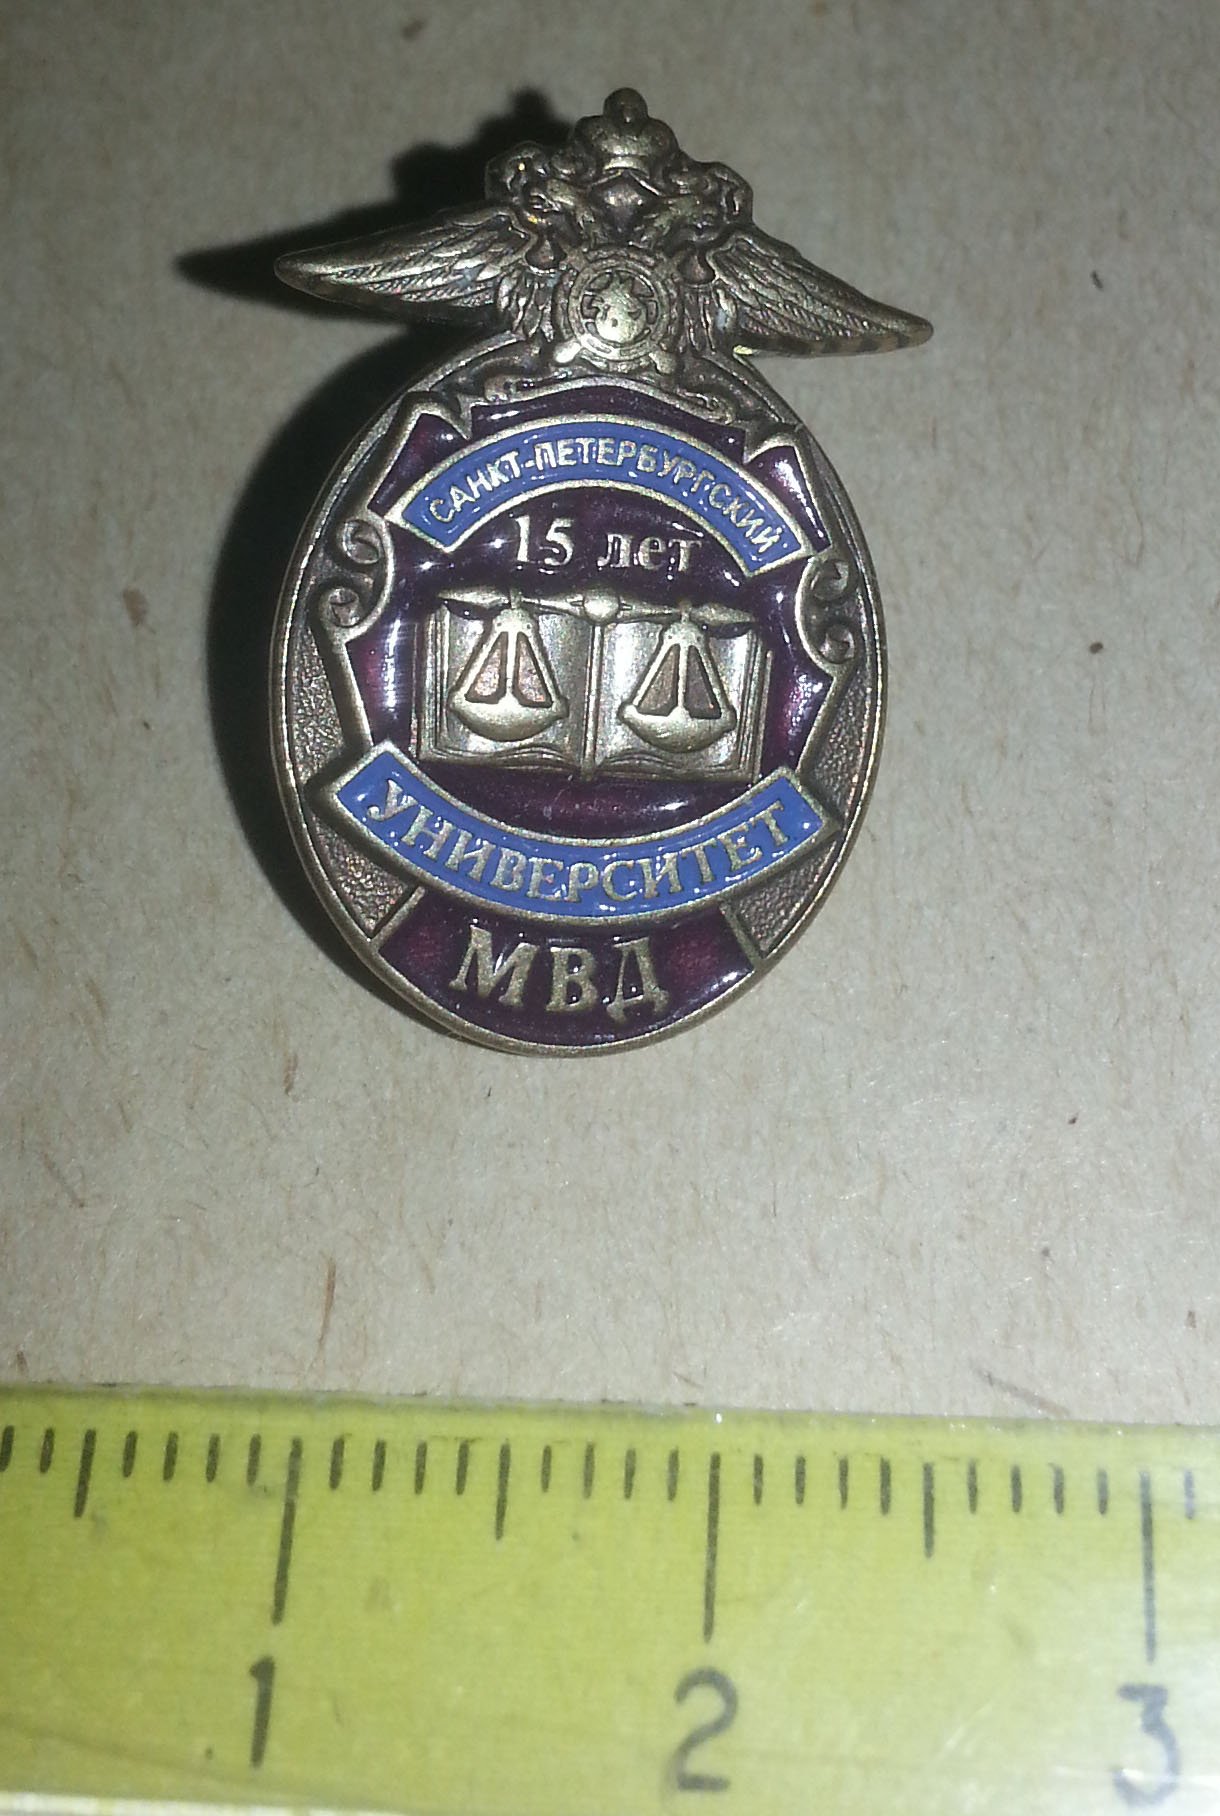 САНКТ-ПЕТЕРБУРГСКИЙ
15 лет
УНИВЕРСИТЕТ
МВД
1 2 3